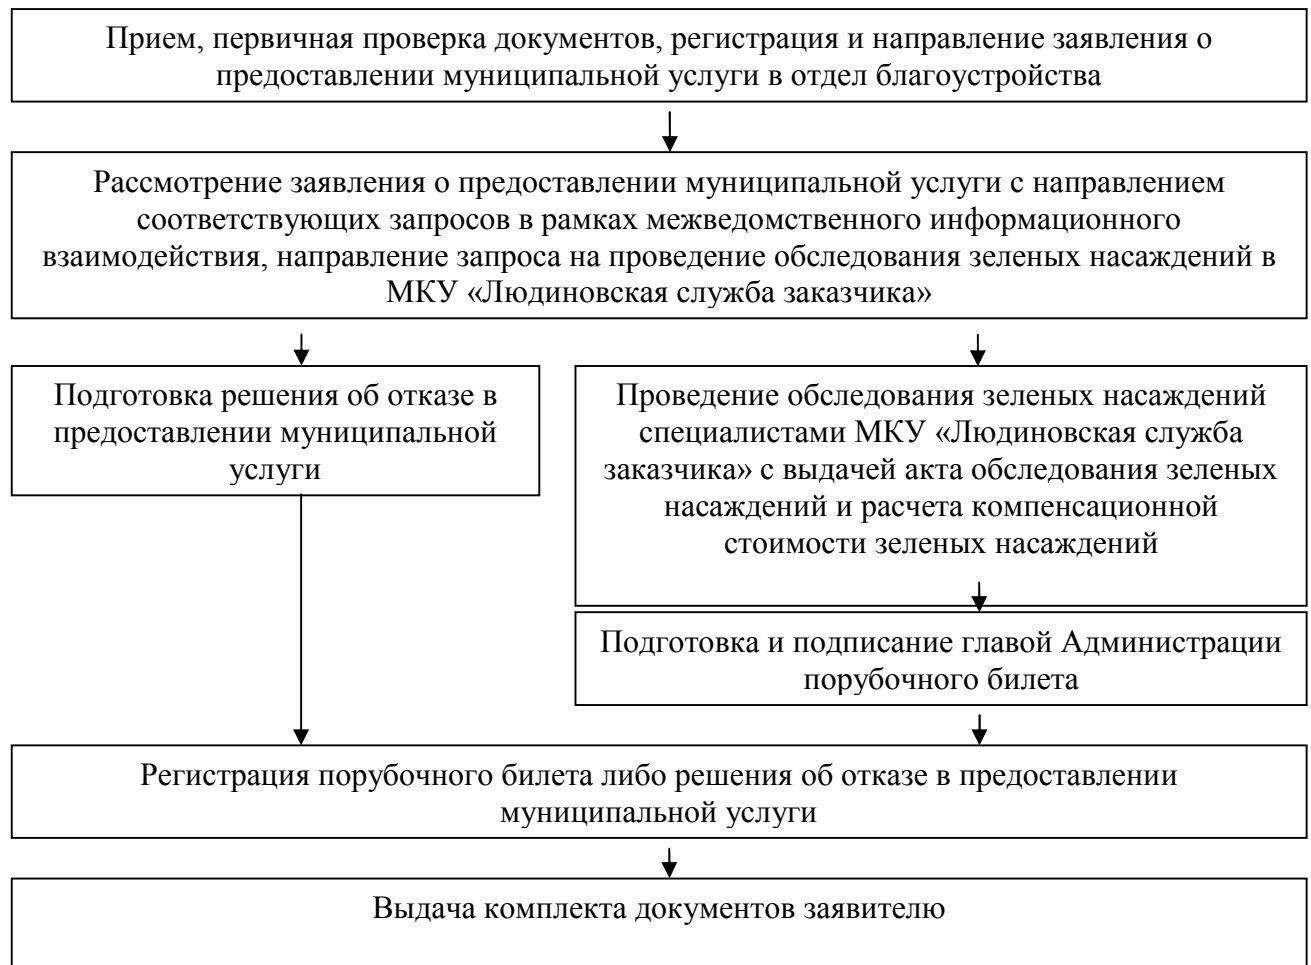 Прием, первичная проверка документов, регистрация и направление заявления о
предоставлении муниципальной услуги в отдел благоустройства
Рассмотрение заявления о предоставлении муниципальной услуги с направлением
соответствующих запросов в рамках межведомственного информационного
взаимодействия, направление запроса на проведение обследования зеленых насаждений в
МКУ «Людиновская служба заказчика»
Подготовка решения об отказе в
предоставлении муниципальной
услуги
Проведение обследования зеленых насаждений
специалистами МКУ «Людиновская служба
заказчика» с выдачей акта обследования зеленых
насаждений и расчета компенсационной
стоимости зеленых насаждений
Подготовка и подписание главой Администрации
порубочного билета
Регистрация порубочного билета либо решения об отказе в предоставлении
муниципальной услуги
Выдача комплекта документов заявителю